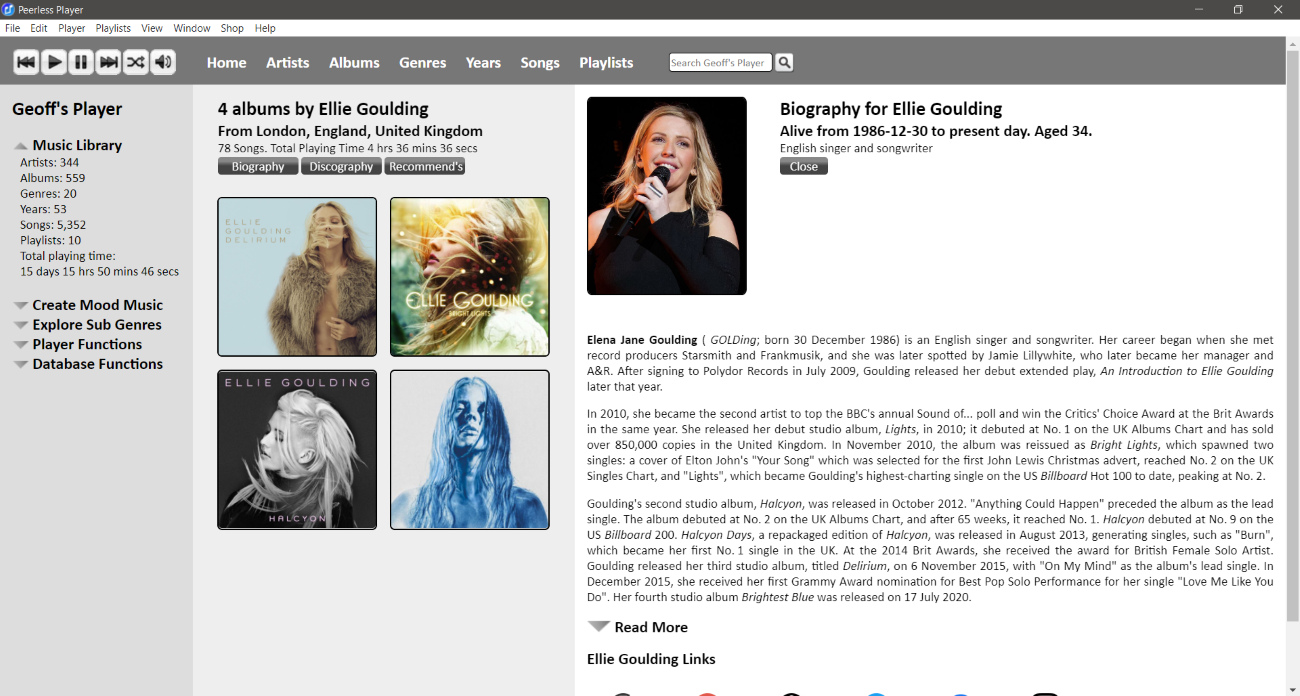 Peerless Player
File Edit Player Playlists View Window Shop Help
Home Artists Albums Genres Years Songs Playlists Search Geoff's Player
Geoff's Player
Music Library
Artists: 344
Albums: 559
Genres: 20
Years: 53
Songs: 5,352
Playlists: 10
Total playing time:
15 days 15 hrs 50 mins 46 secs
Create Mood Music
Explore Sub Genres
Player Functions
Database Functions
4 albums by Ellie Goulding
From London, England, United Kingdom
78 Songs. Total Playing Time 4 hrs 36 mins 36 secs
Biography Discography Recommend's
ELLIE
GOULDING
DELIRIUM
ELLIE GOULDING
BRIGHT LIGHTS
ELLIE GOULDING
HALCYON
Biography for Ellie Goulding
Alive from 1986-12-30 to present day. Aged 34.
English singer and songwriter
Close
Elena Jane Goulding ( GOLDing; born 30 December 1986) is an English singer and songwriter. Her career began when she met
record producers Starsmith and Frankmusik, and she was later spotted by Jamie Lillywhite, who later became her manager and
A&R. After signing to Polydor Records in July 2009, Goulding released her debut extended play, An Introduction to Ellie Goulding
later that year.
In 2010, she became the second artist to top the BBC's annual Sound of... poll and win the Critics' Choice Award at the Brit Awards
in the same year. She released her debut studio album, Lights, in 2010; it debuted at No. 1 on the UK Albums Chart and has sold
over 850,000 copies in the United Kingdom. In November 2010, the album was reissued as Bright Lights, which spawned two
singles: a cover of Elton John's "Your Song" which was selected for the first John Lewis Christmas advert, reached No. 2 on the UK
Singles Chart, and "Lights", which became Goulding's highest-charting single on the US Billboard Hot 100 to date, peaking at No. 2.
Goulding's second studio album, Halcyon, was released in October 2012. "Anything Could Happen" preceded the album as the lead
single. The album debuted at No. 2 on the UK Albums Chart, and after 65 weeks, it reached No. 1. Halcyon debuted at No. 9 on the
US Billboard 200. Halcyon Days, a repackaged edition of Halcyon, was released in August 2013, generating singles, such as "Burn",
which became her first No. 1 single in the UK. At the 2014 Brit Awards, she received the award for British Female Solo Artist.
Goulding released her third studio album, titled Delirium, on 6 November 2015, with "On My Mind" as the album's lead single. In
December 2015, she received her first Grammy Award nomination for Best Pop Solo Performance for her single "Love Me Like You
Do". Her fourth studio album Brightest Blue was released on 17 July 2020.
Read More
Ellie Goulding Links